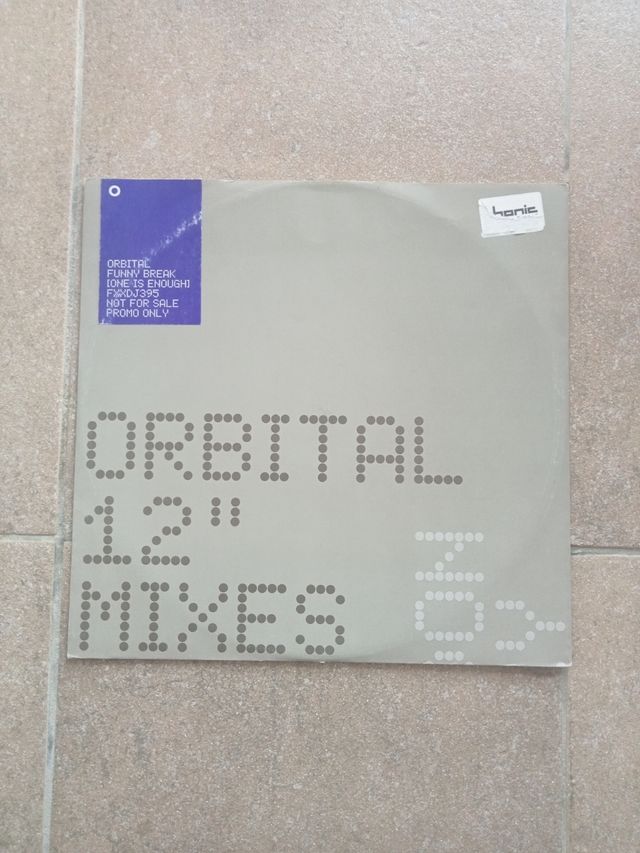 ORBITAL
FUNNY BREAK
[ONE IS ENOUGH]
FXXDJ395
NOT FOR SALE
PROMO ONLY
bonic
ORBITAL
12"
MIXES